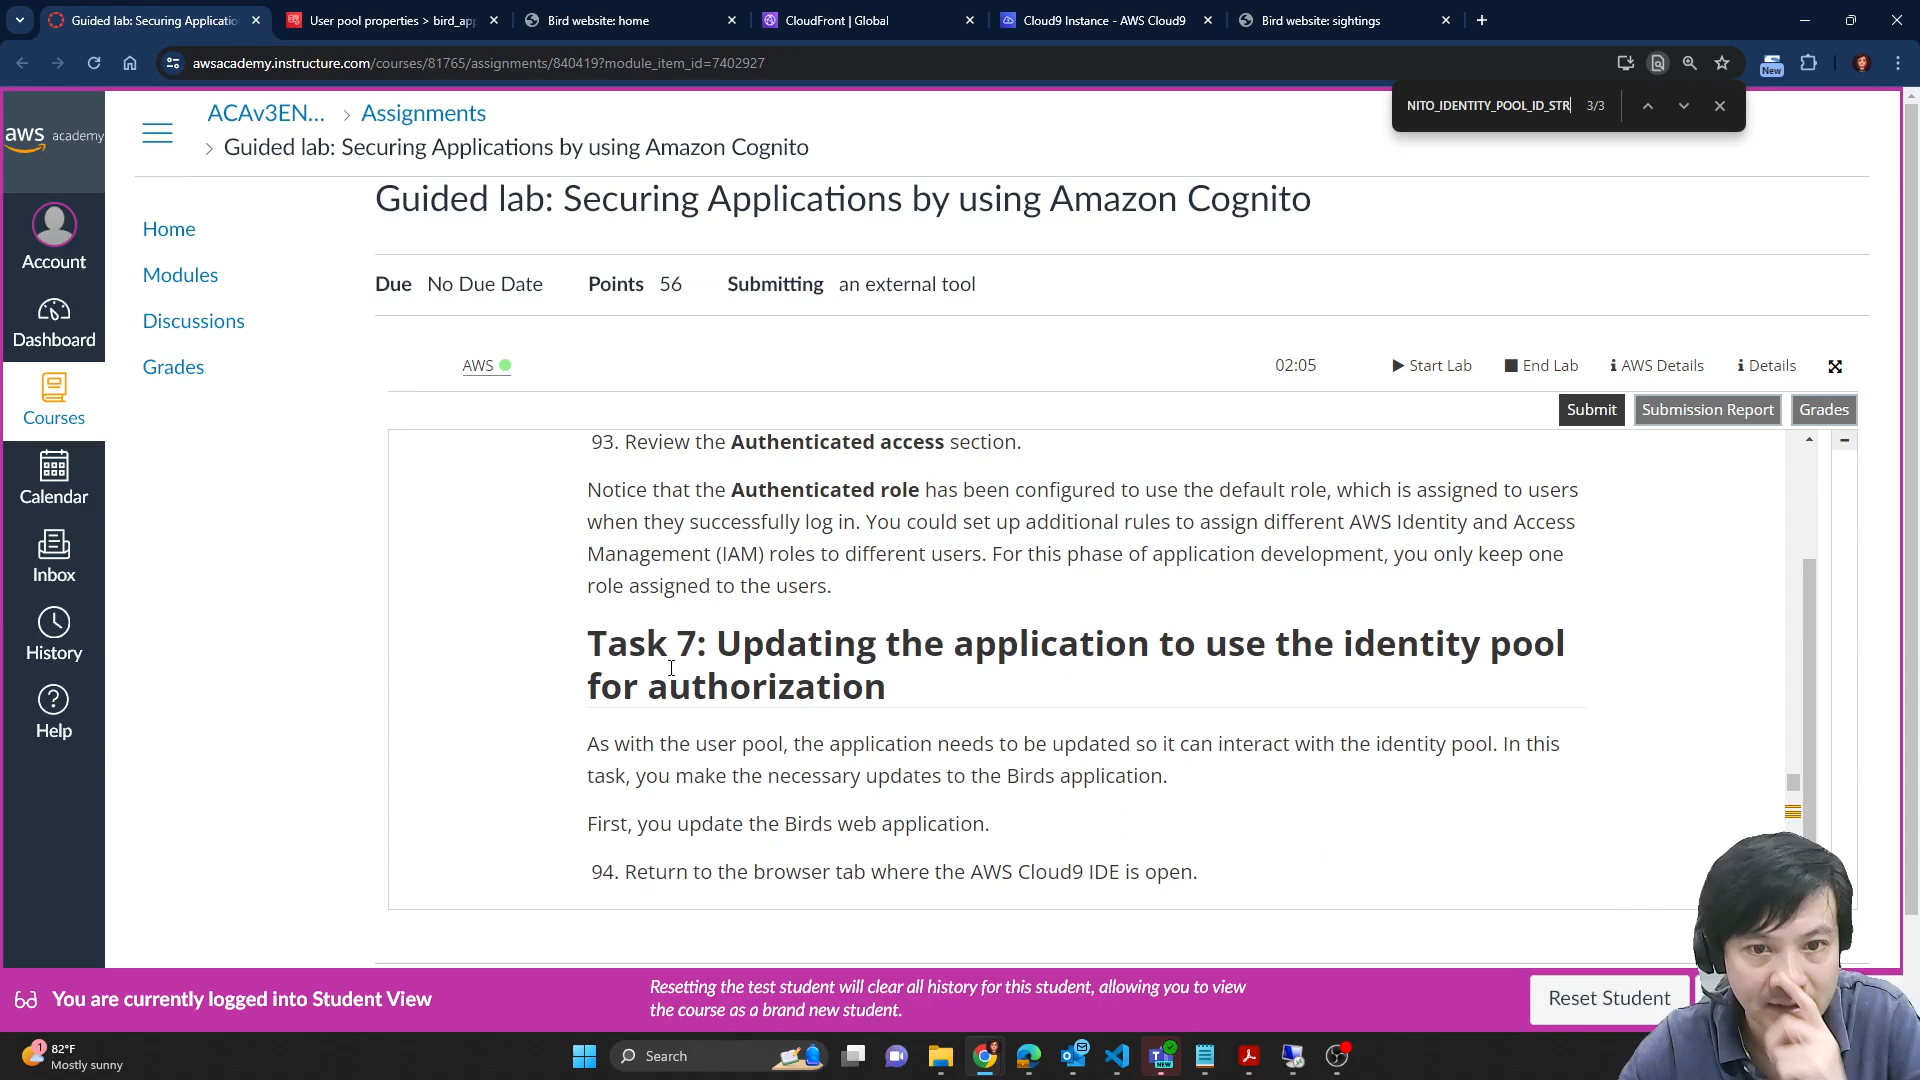 Guided lab: Securing Applicatio
User pool properties > bird_ap
Bird website: home
CloudFront | Global
Cloud9 Instance - AWS Cloud9
Bird website: sightings
awsacademy.instructure.com/courses/81765/assignments/840419?module_item_id=7402927
New
NITO_IDENTITY_POOL_ID_STR 3/3
aws academy
ACAv3EN... > Assignments
> Guided lab: Securing Applications by using Amazon Cognito
Account
Dashboard
Courses
Calendar
Inbox
History
Help
Home
Modules
Discussions
Grades
Guided lab: Securing Applications by using Amazon Cognito
Due No Due Date Points 56 Submitting an external tool
AWS 02:05 Start Lab End Lab AWS Details Details
Submit Submission Report Grades
93. Review the Authenticated access section.
Notice that the Authenticated role has been configured to use the default role, which is assigned to users
when they successfully log in. You could set up additional rules to assign different AWS Identity and Access
Management (IAM) roles to different users. For this phase of application development, you only keep one
role assigned to the users.
Task 7: Updating the application to use the identity pool
for authorization
As with the user pool, the application needs to be updated so it can interact with the identity pool. In this
task, you make the necessary updates to the Birds application.
First, you update the Birds web application.
94. Return to the browser tab where the AWS Cloud9 IDE is open.
You are currently logged into Student View
Resetting the test student will clear all history for this student, allowing you to view
the course as a brand new student.
Reset Student
1
82°F
Mostly sunny
Search
NEW